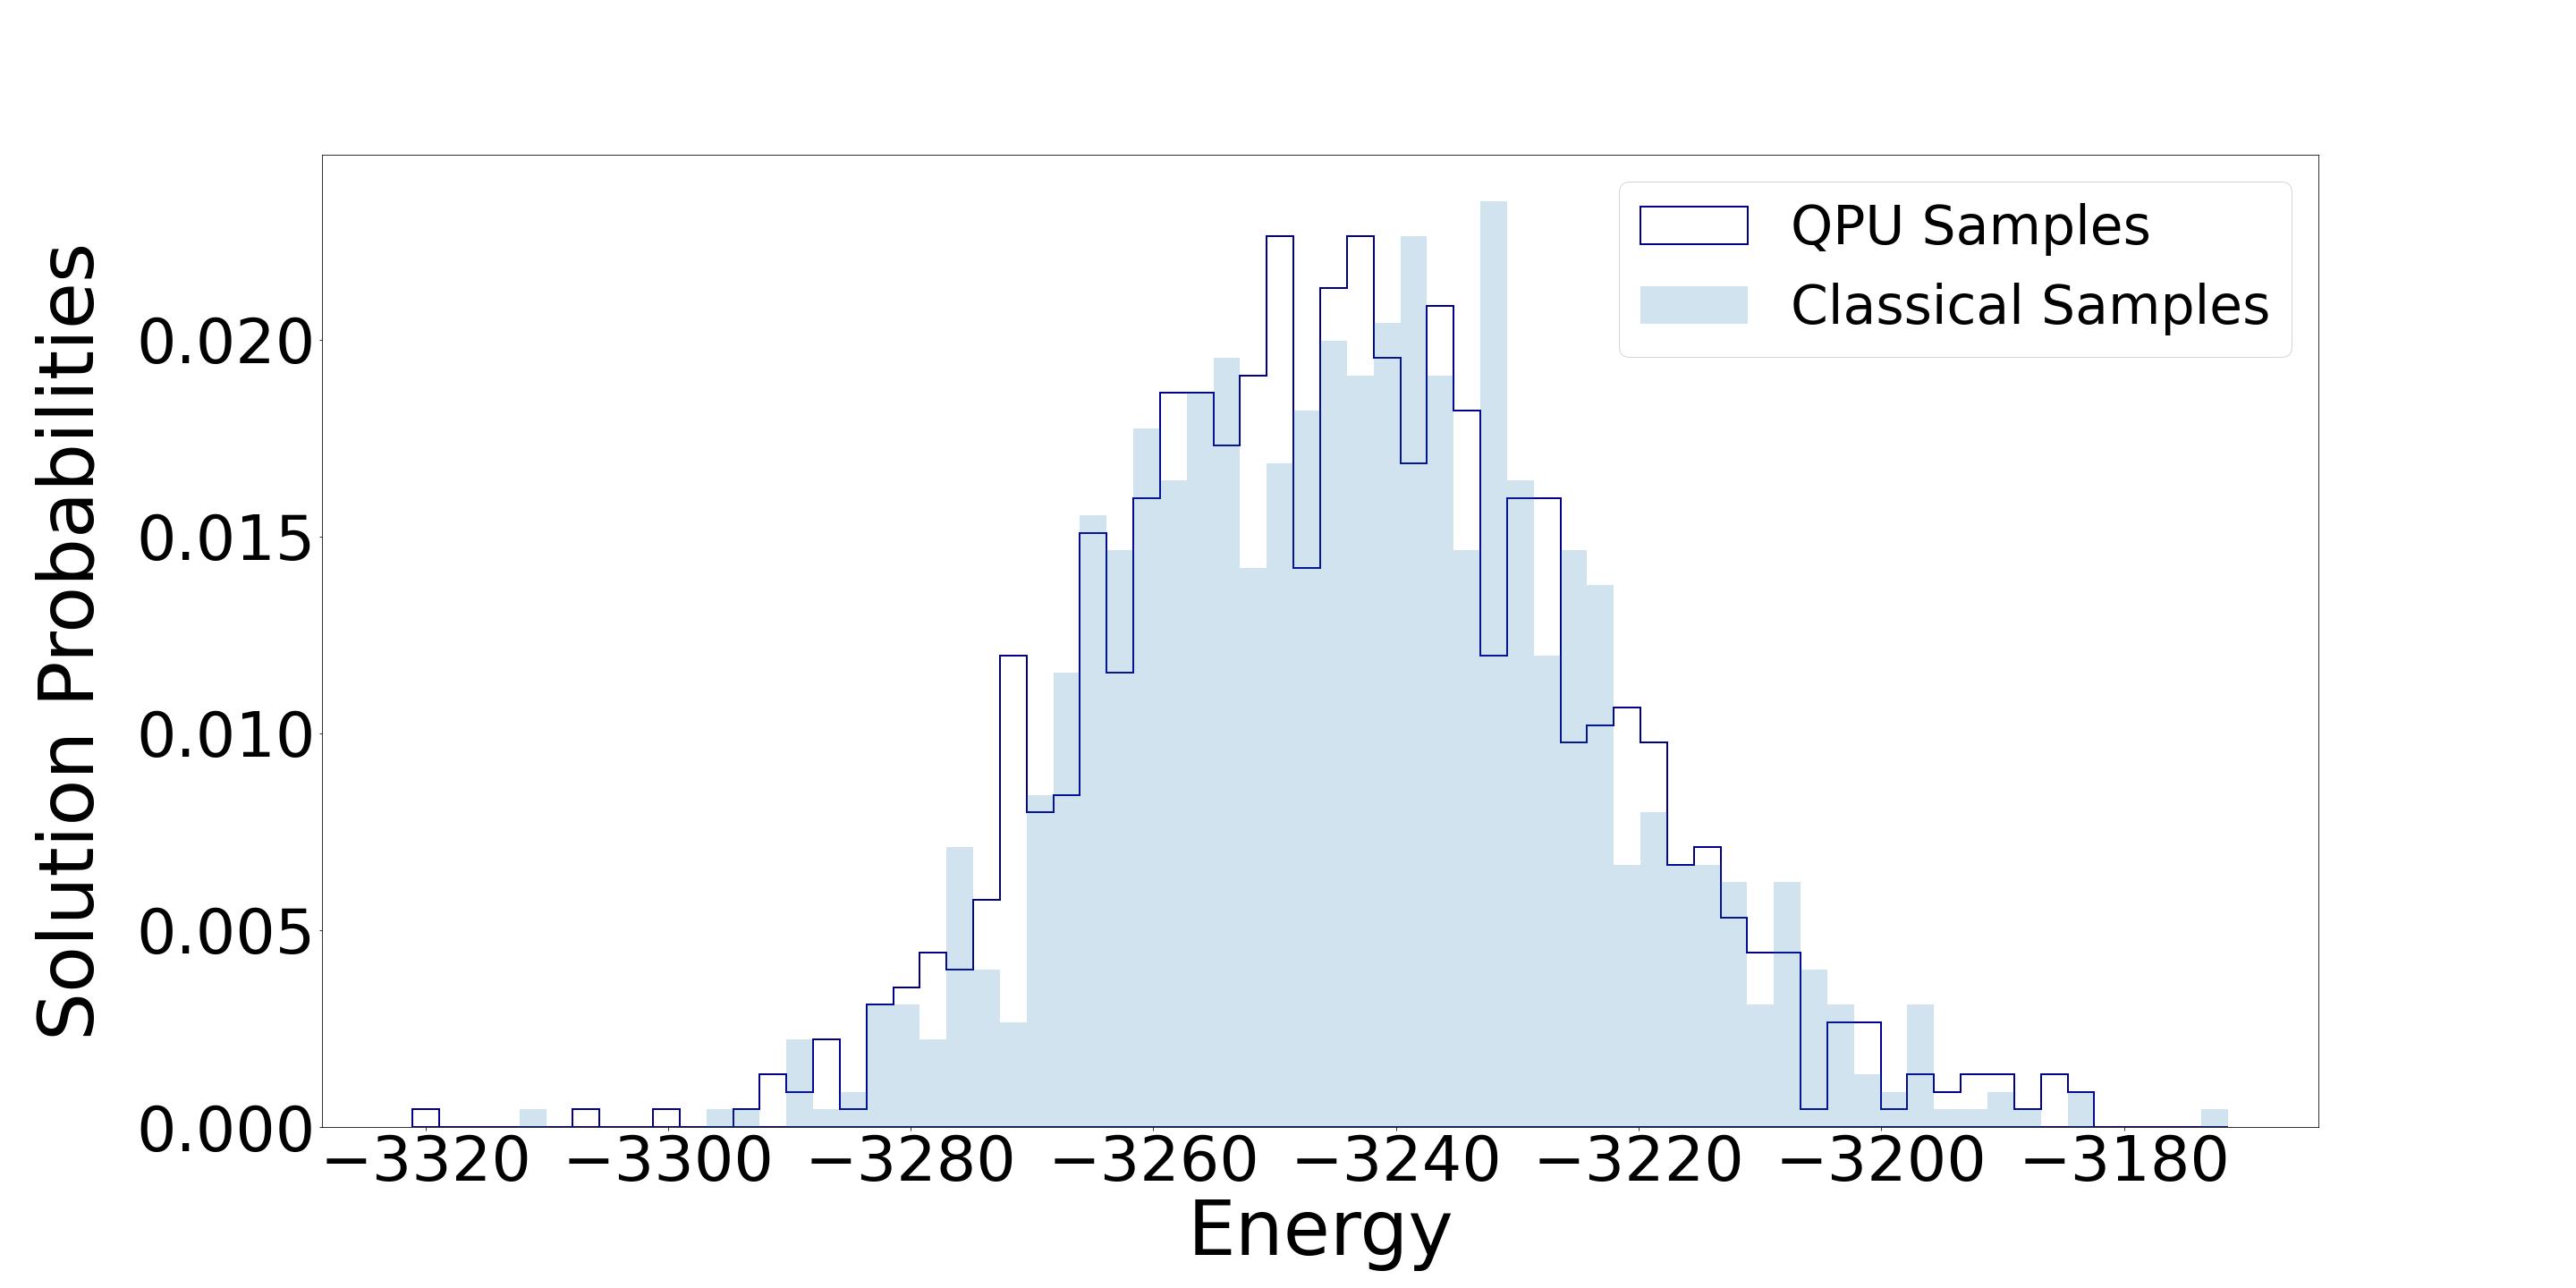 QPU Samples
Classical Samples
Solution Probabilities
0.020
0.015
0.010
0.005
0.000
−3320 −3300 −3280 −3260 −3240 −3220 −3200 −3180
Energy